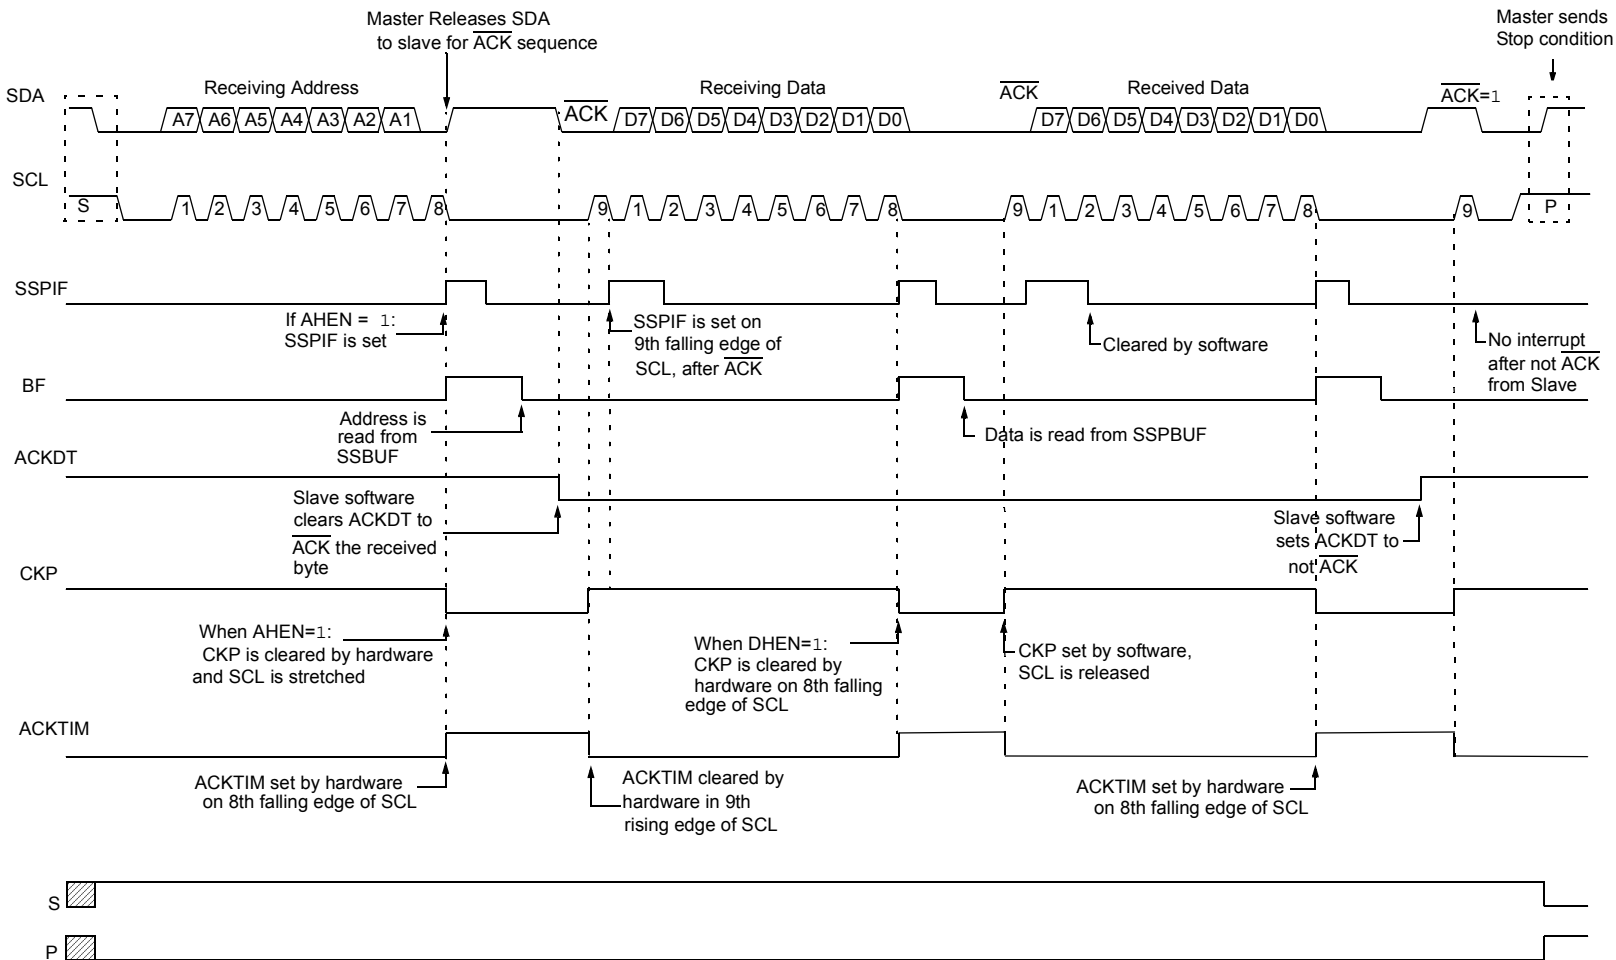 Master Releases SDA
to slave for ACK sequence
Master sends
Stop condition
SDA
Receiving Address
ACK
Receiving Data
ACK
Received Data
ACK=1
A7 A6 A5 A4 A3 A2 A1
D7 D6 D5 D4 D3 D2 D1 D0
D7 D6 D5 D4 D3 D2 D1 D0
SCL
S
1 2 3 4 5 6 7 8
9 1 2 3 4 5 6 7 8
9 1 2 3 4 5 6 7 8
9
P
SSPIF
If AHEN = 1:
SSPIF is set
SSPIF is set on
9th falling edge of
SCL, after ACK
Cleared by software
No interrupt
after not ACK
from Slave
BF
Address is
read from
SSBUF
Data is read from SSPBUF
ACKDT
Slave software
clears ACKDT to
ACK the received
byte
Slave software
sets ACKDT to
not ACK
CKP
When AHEN=1:
CKP is cleared by hardware
and SCL is stretched
When DHEN=1:
CKP is cleared by
hardware on 8th falling
edge of SCL
CKP set by software,
SCL is released
ACKTIM
ACKTIM set by hardware
on 8th falling edge of SCL
ACKTIM cleared by
hardware in 9th
rising edge of SCL
ACKTIM set by hardware
on 8th falling edge of SCL
S
P